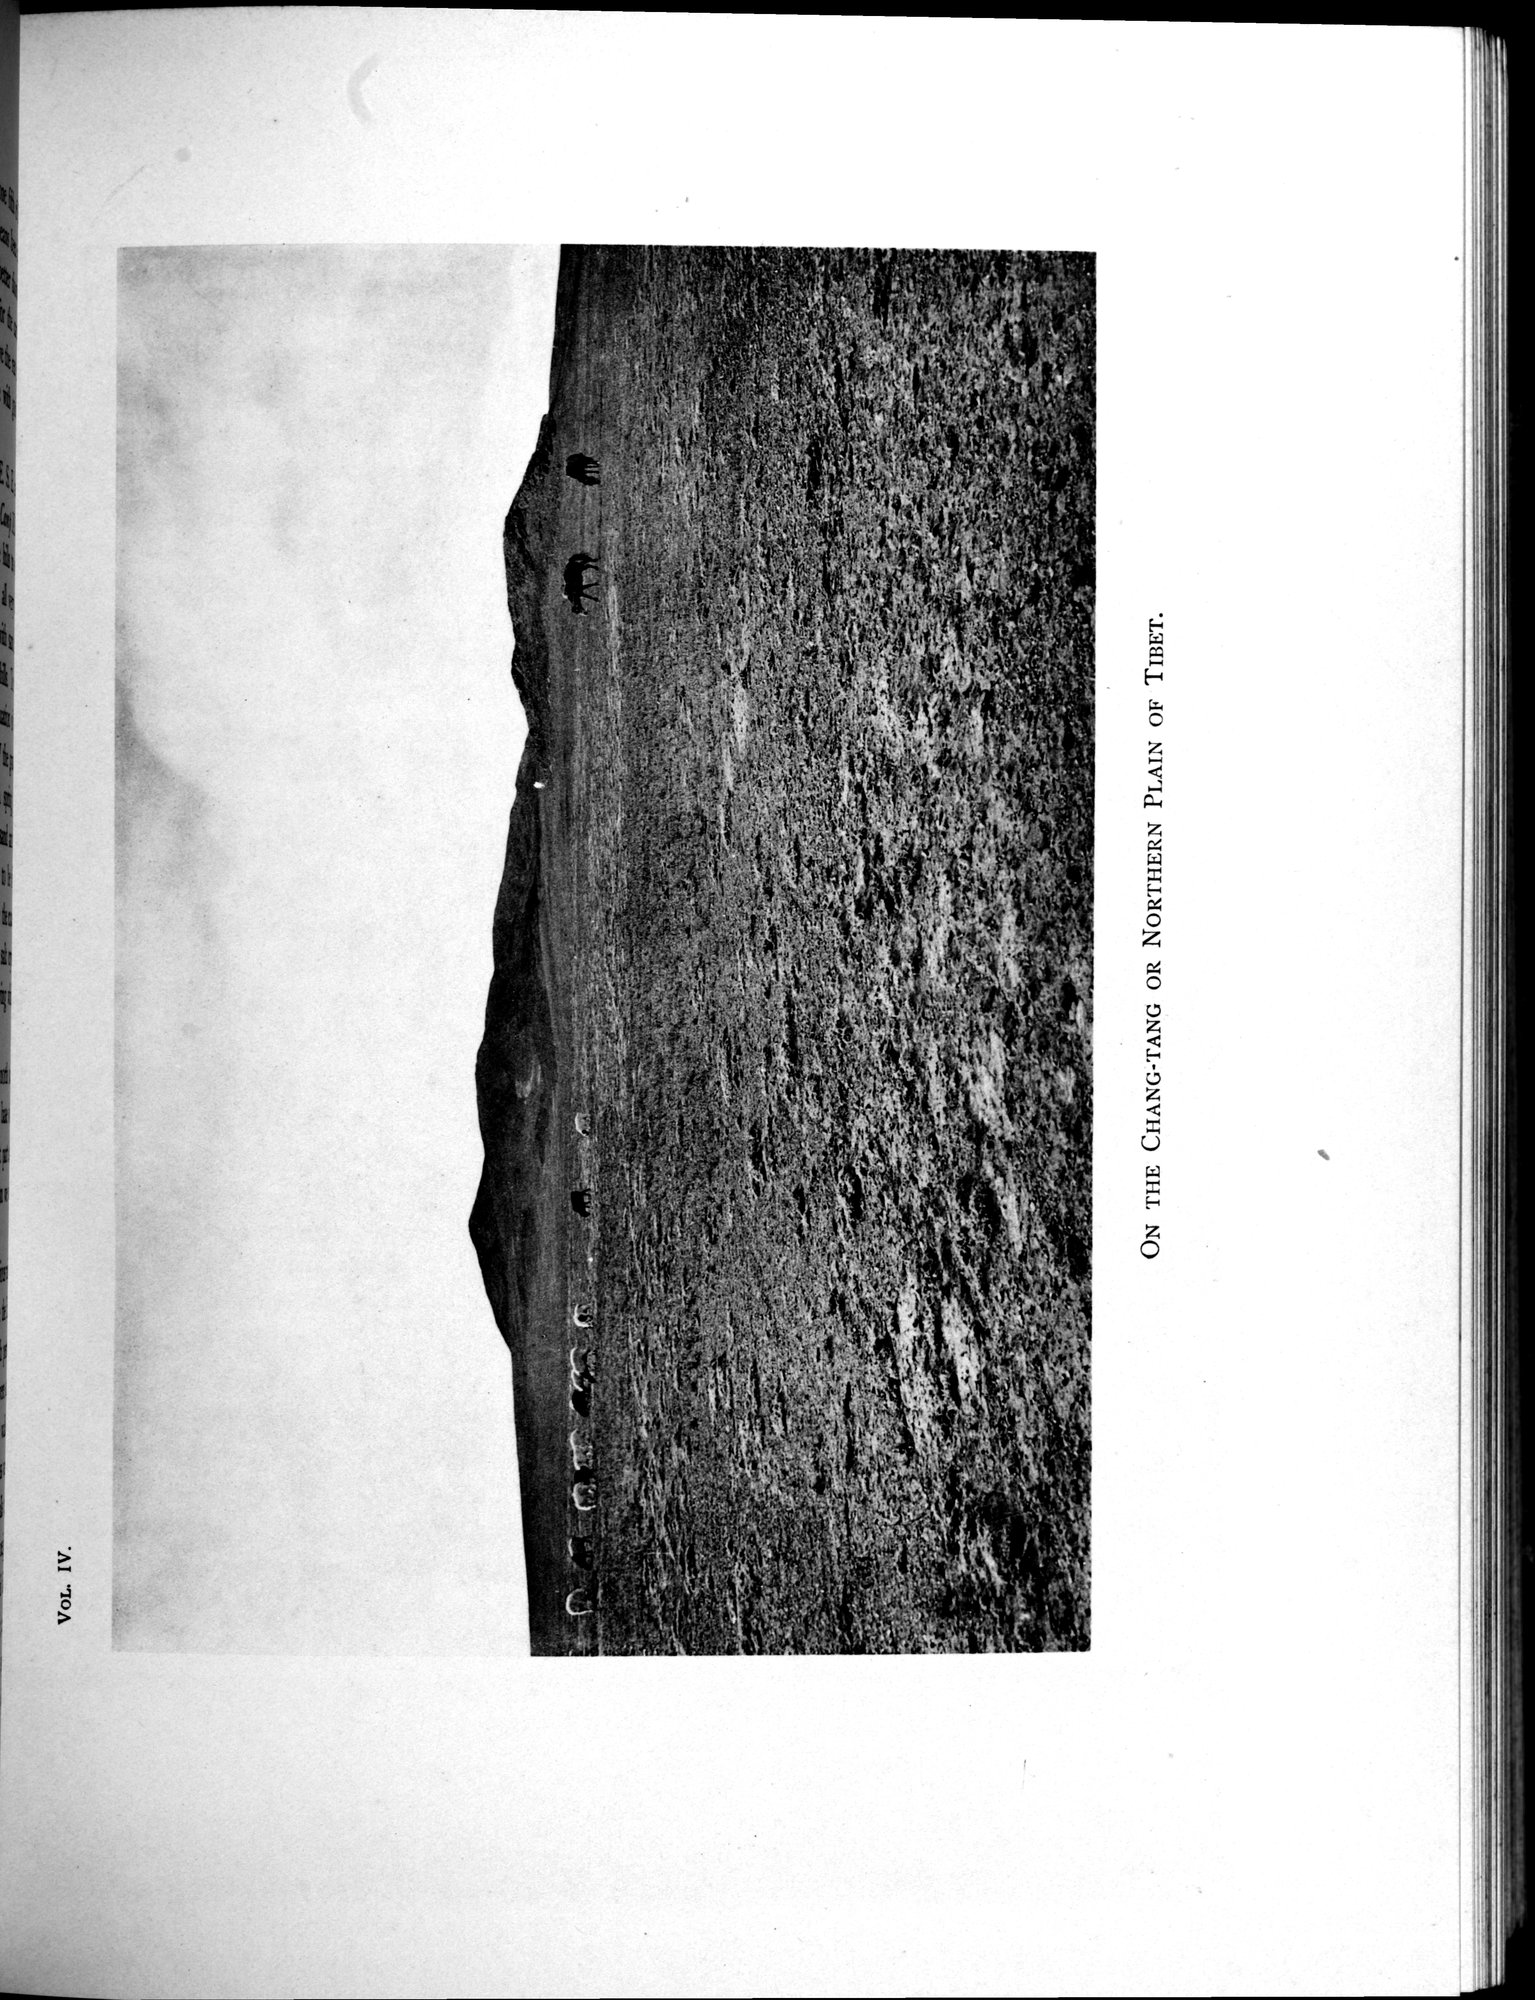 Vol. IV.
On the Chang-tang or Northern Plain of Tibet.